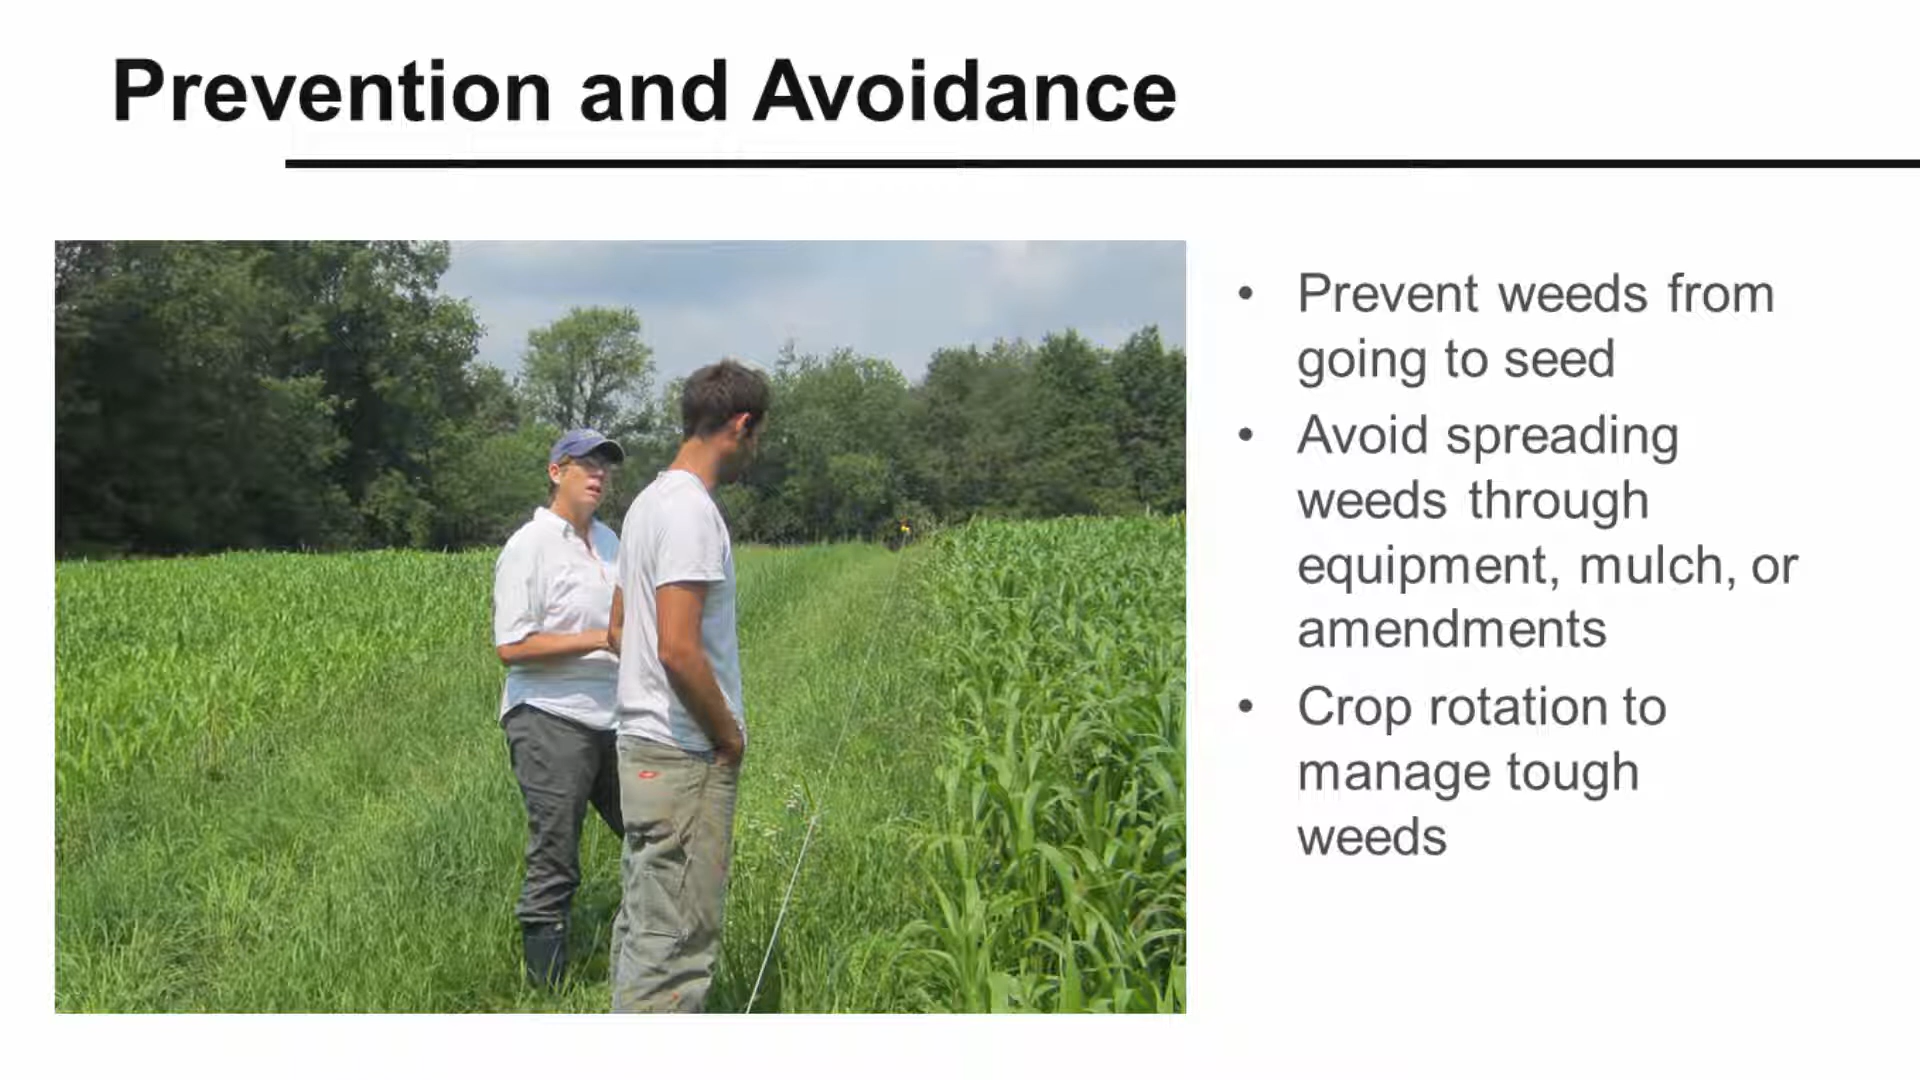 Prevention and Avoidance
• Prevent weeds from
going to seed
• Avoid spreading
weeds through
equipment, mulch, or
amendments
• Crop rotation to
manage tough
weeds